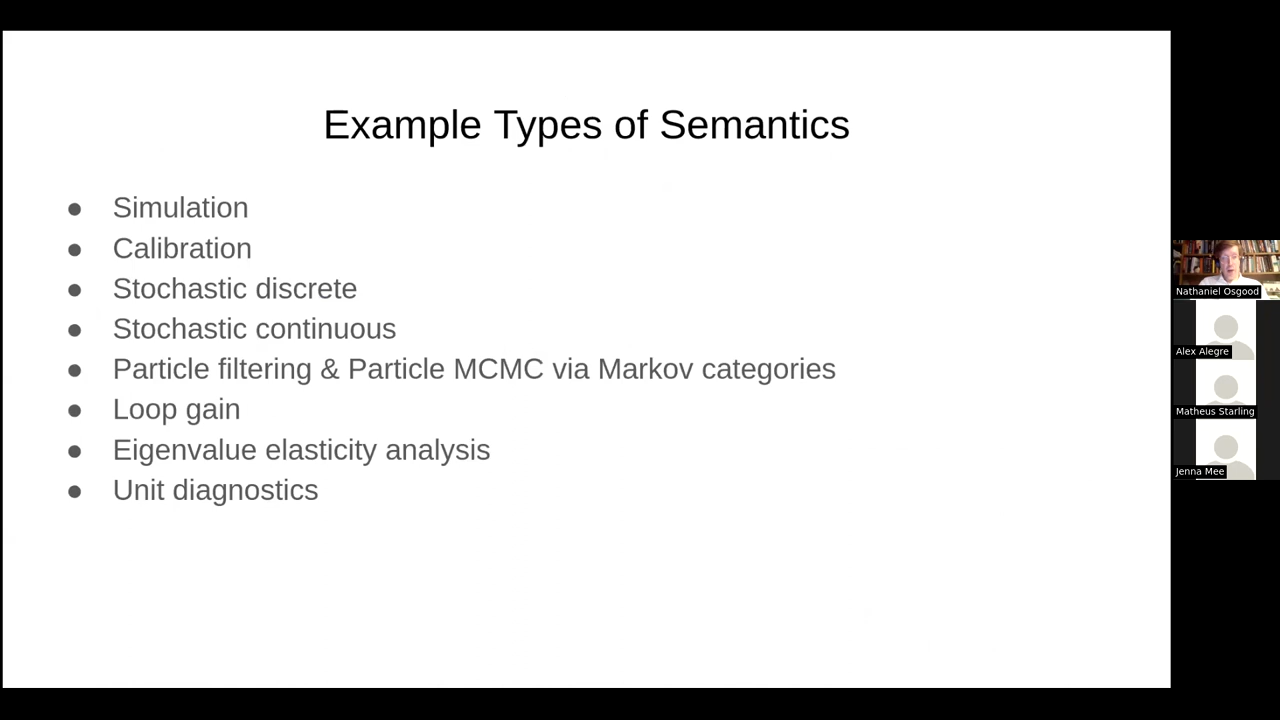 Example Types of Semantics
● Simulation
● Calibration
● Stochastic discrete
● Stochastic continuous
● Particle filtering & Particle MCMC via Markov categories
● Loop gain
● Eigenvalue elasticity analysis
● Unit diagnostics
Nathaniel Osgood
Alex Alegre
Matheus Starling
Jenna Mee